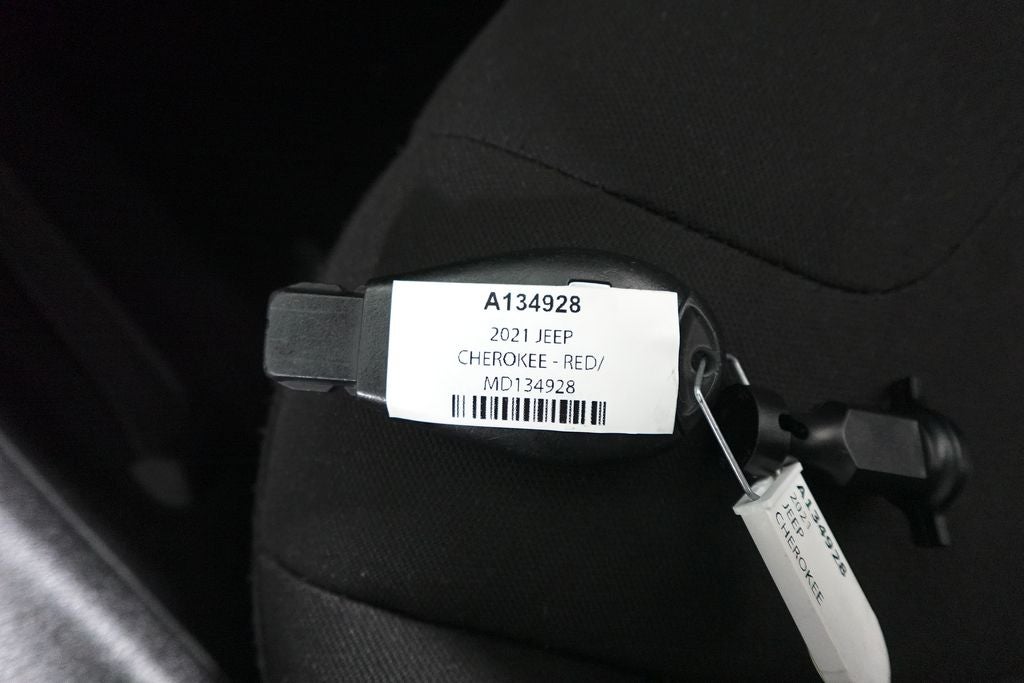 A134928
2021 JEEP
CHEROKEE - RED/
MD134928
A134928
2021
JEEP
CHEROKEE